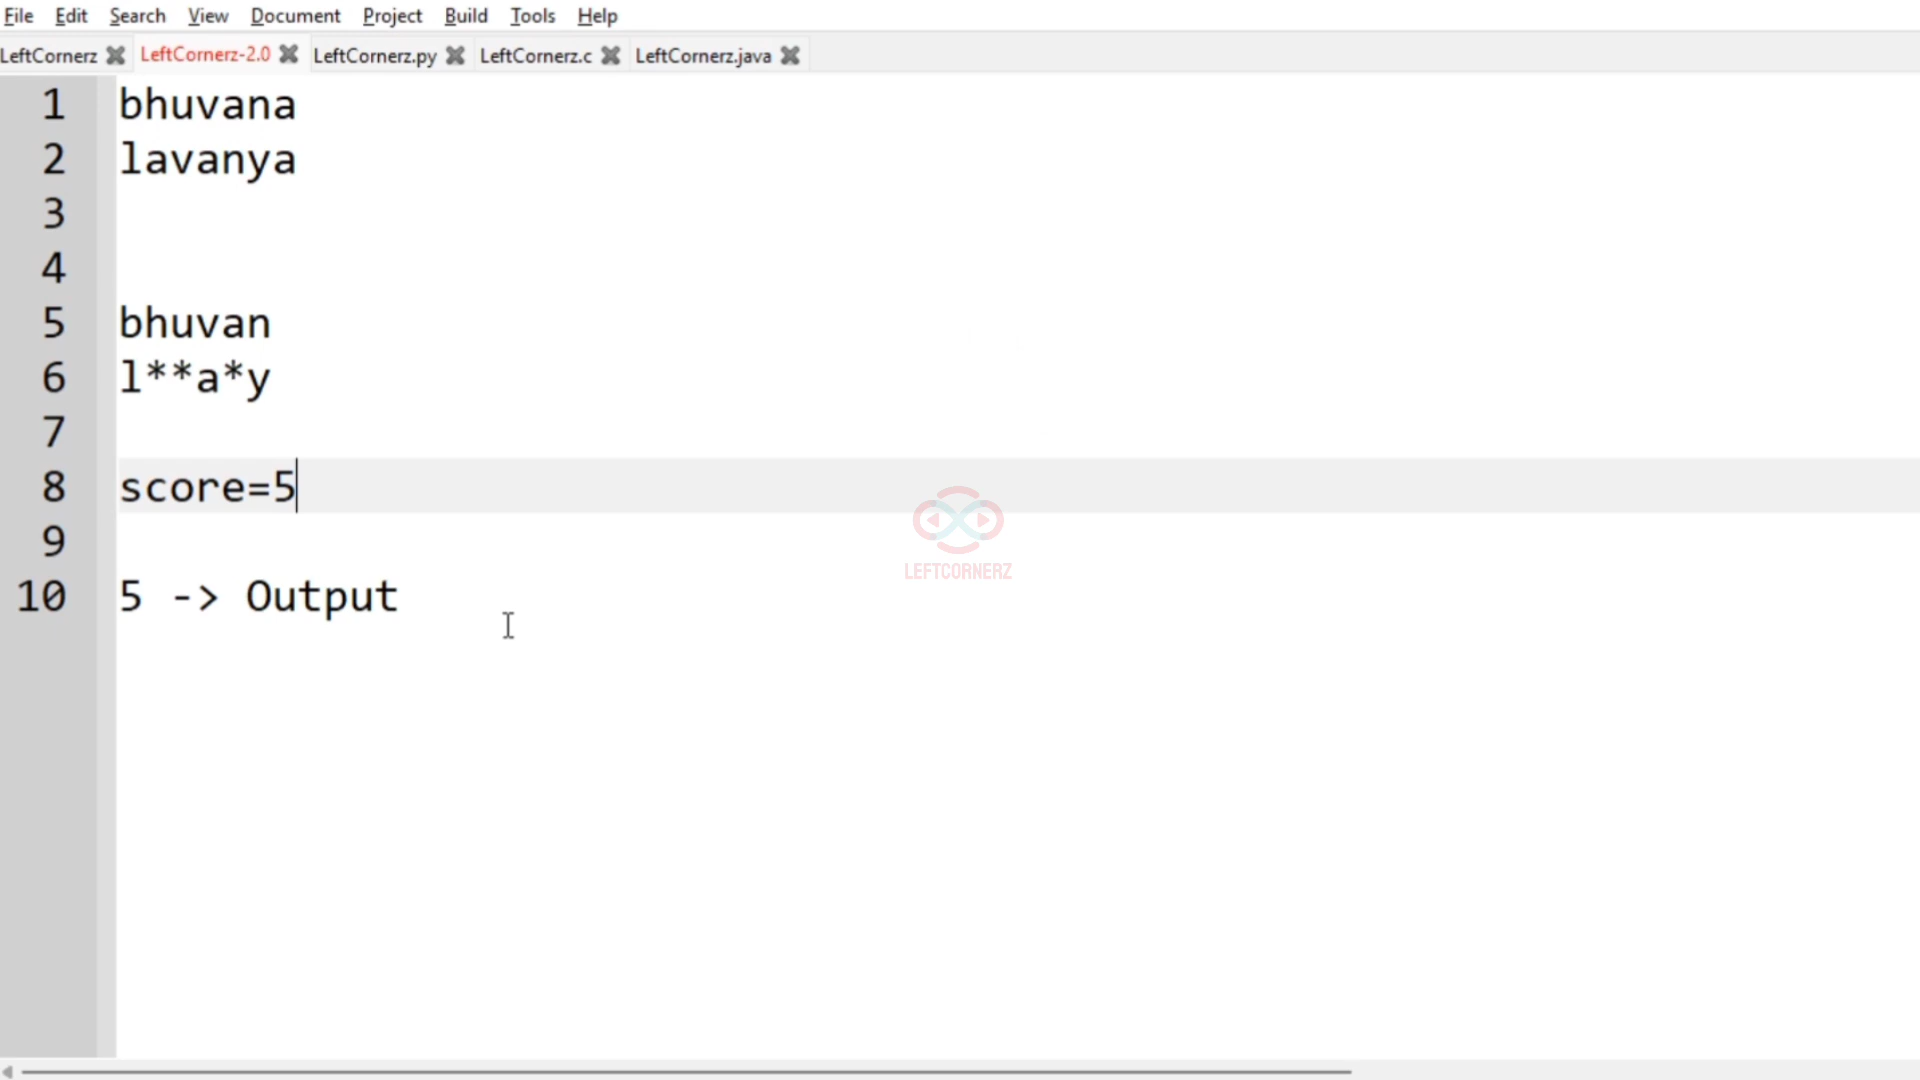 File Edit Search View Document Project Build Tools Help
LeftCornerz LeftCornerz-2.0 LeftCornerz.py LeftCornerz.c LeftCornerz.java
1 bhuvana
2 lavanya
3
4
5 bhuvan
6 l**a*y
7
8 score=5
9
10 5 -> Output
LEFTCORNERZ